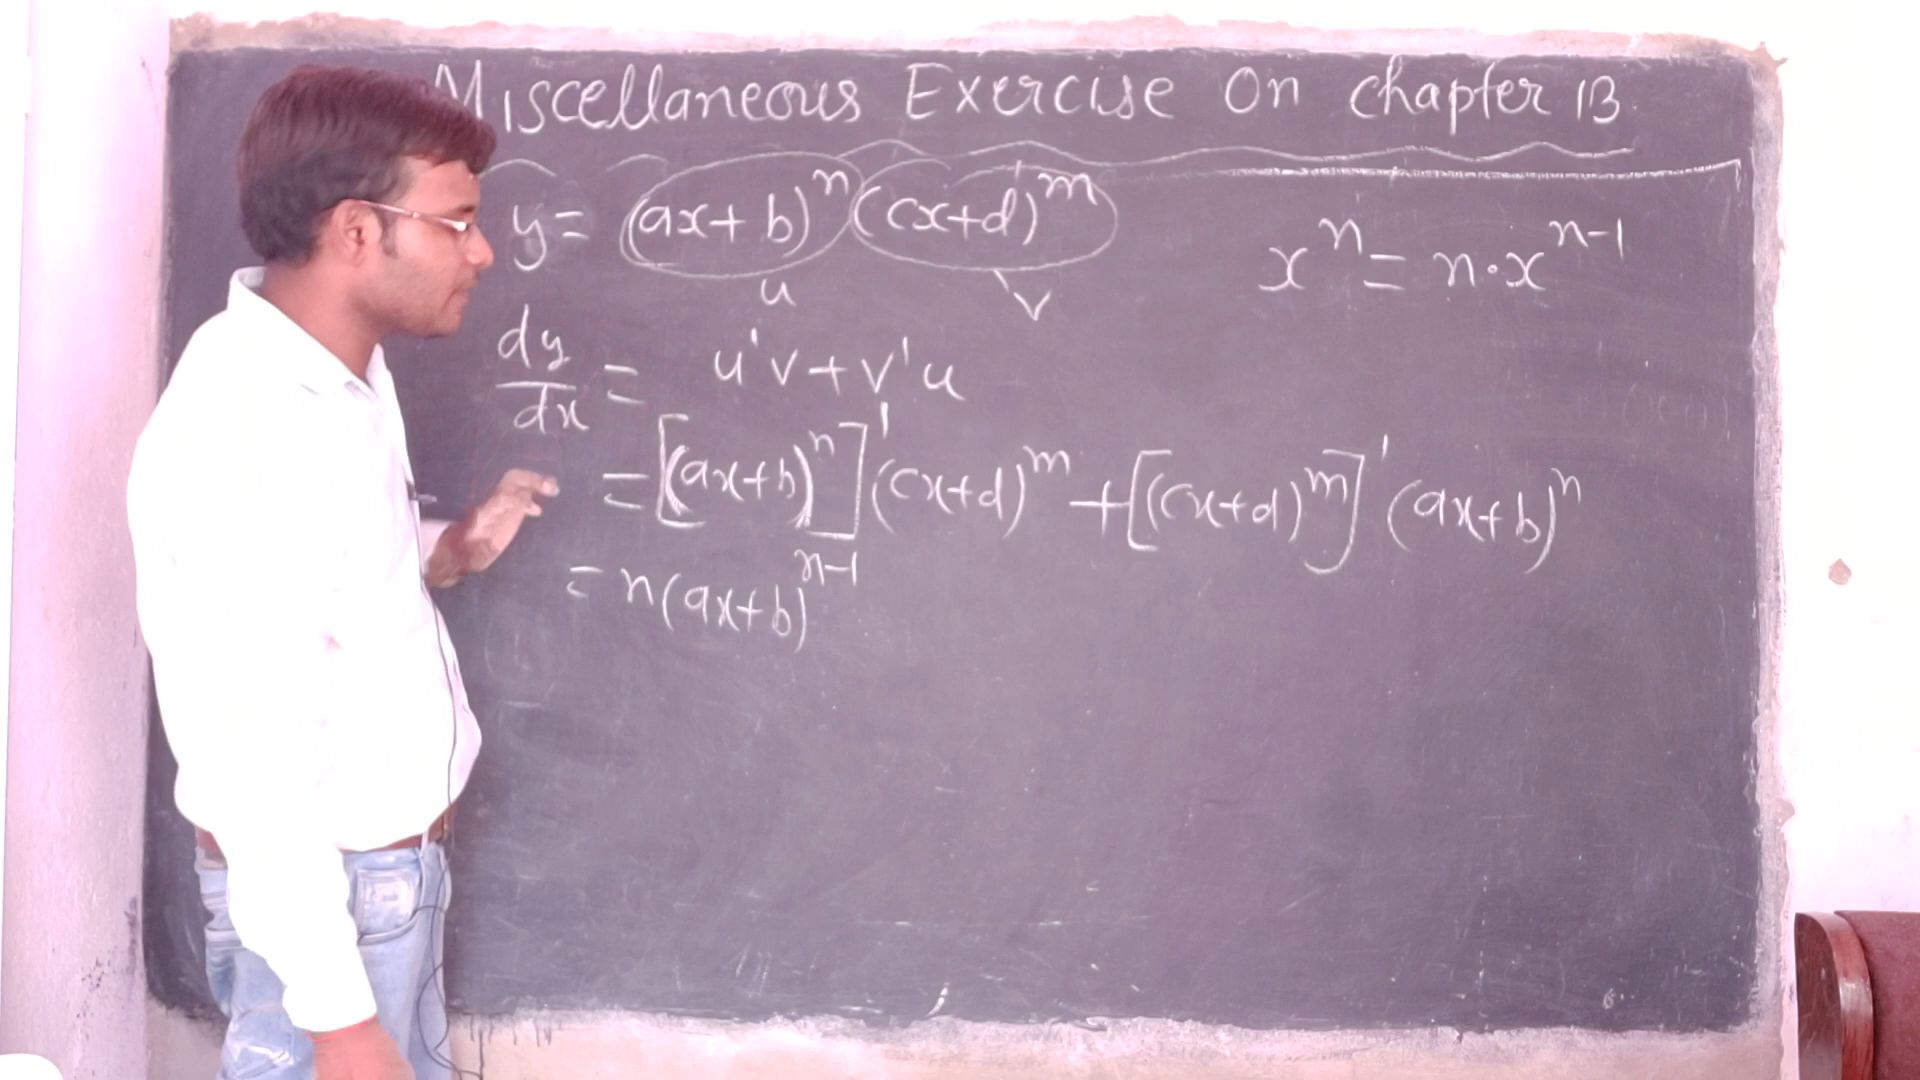 Miscellaneous Exercise On Chapter 13
y = (ax+b)^n (cx+d)^m
x^n = n·x^{n-1}
u v
dy/dx = u'v+v'u
= [(ax+b)^n]' (cx+d)^m + [(cx+d)^m]' (ax+b)^n
= n(ax+b)^{n-1}